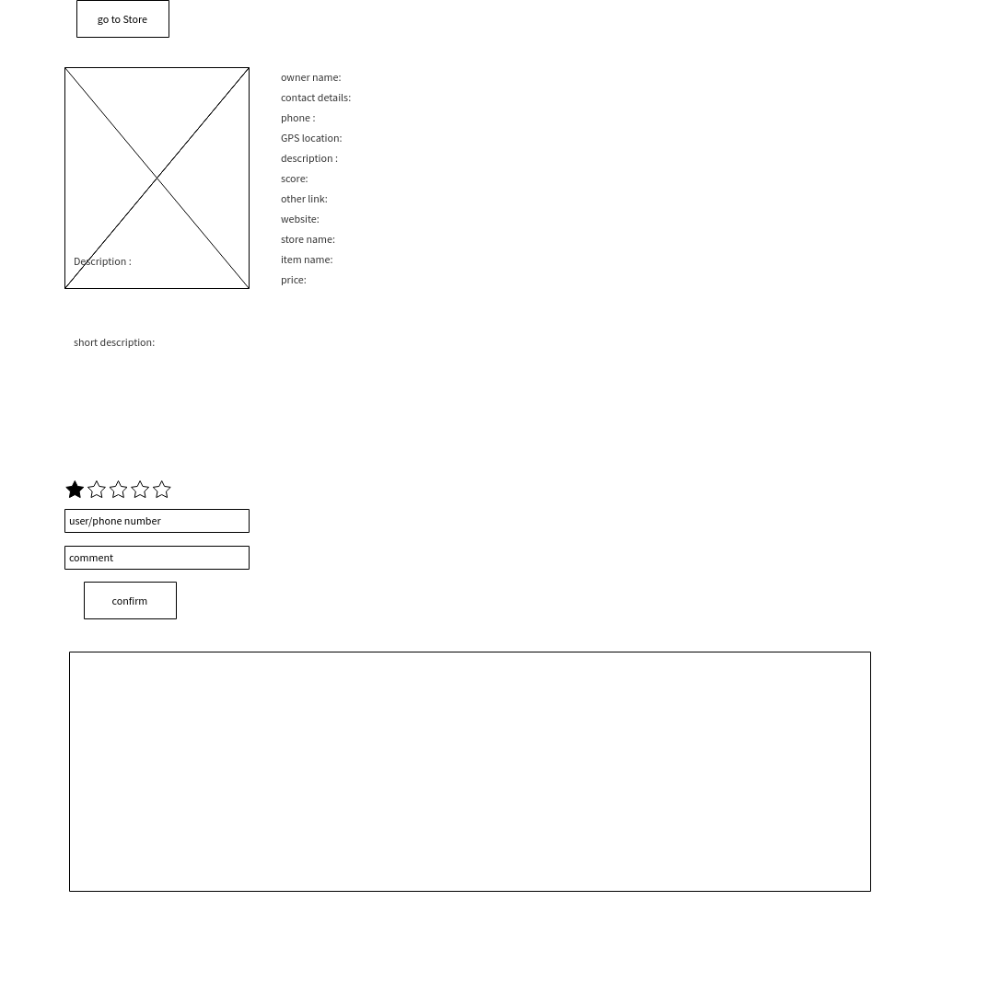 go to Store
owner name:
contact details:
phone :
GPS location:
description :
score:
other link:
website:
store name:
item name:
price:
Description :
short description:
user/phone number
comment
confirm